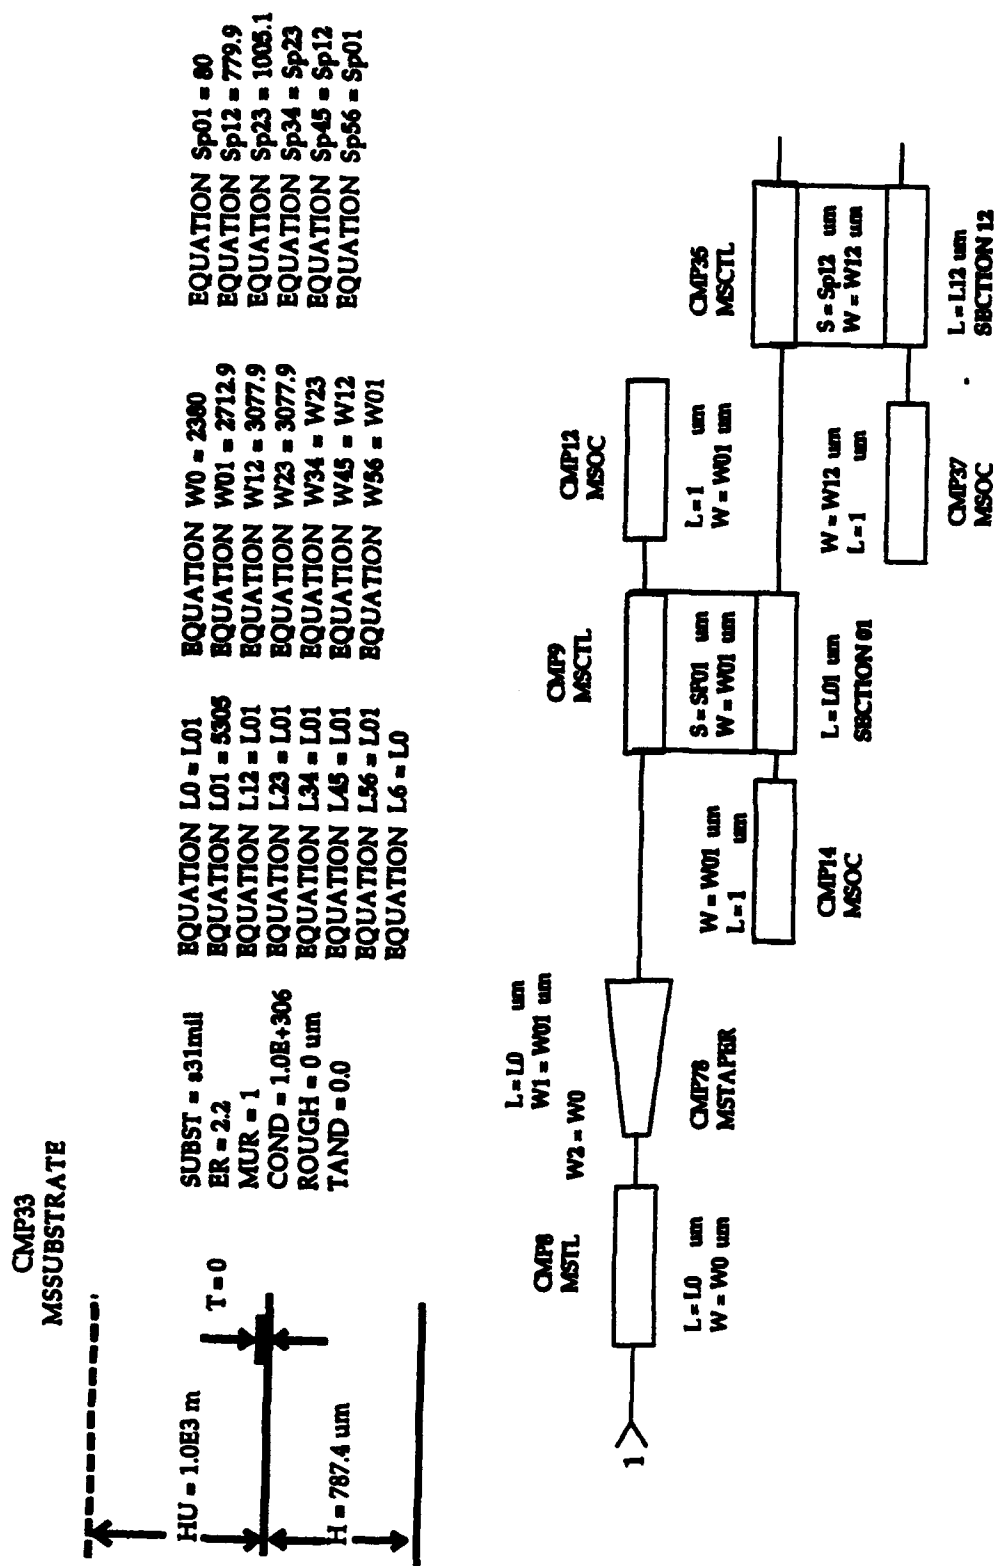 CMP33
MSSUBSTRATE
HU = 1.0E3 m
T = 0
H = 787.4 um
SUBST = s31mil
ER = 2.2
MUR = 1
COND = 1.0E+306
ROUGH = 0 um
TAND = 0.0
EQUATION L0 = L01
EQUATION L01 = 5305
EQUATION L12 = L01
EQUATION L23 = L01
EQUATION L34 = L01
EQUATION L45 = L01
EQUATION L56 = L01
EQUATION L6 = L0
EQUATION W0 = 2380
EQUATION W01 = 2712.9
EQUATION W12 = 3077.9
EQUATION W23 = 3077.9
EQUATION W34 = W23
EQUATION W45 = W12
EQUATION W56 = W01
EQUATION Sp01 = 80
EQUATION Sp12 = 779.9
EQUATION Sp23 = 1005.1
EQUATION Sp34 = Sp23
EQUATION Sp45 = Sp12
EQUATION Sp56 = Sp01
1
CMP8
MSTL
L = L0 um
W = W0 um
L = L0 um
W1 = W01 um
W2 = W0
CMP78
MSTAPER
W = W01 um
L = 1 um
CMP14
MSOC
CMP9
MSCTL
S = SP01 um
W = W01 um
L = L01 um
SECTION 01
CMP12
MSOC
L = 1 um
W = W01 um
W = W12 um
L = 1 um
CMP37
MSOC
CMP35
MSCTL
S = Sp12 um
W = W12 um
L = L12 um
SECTION 12